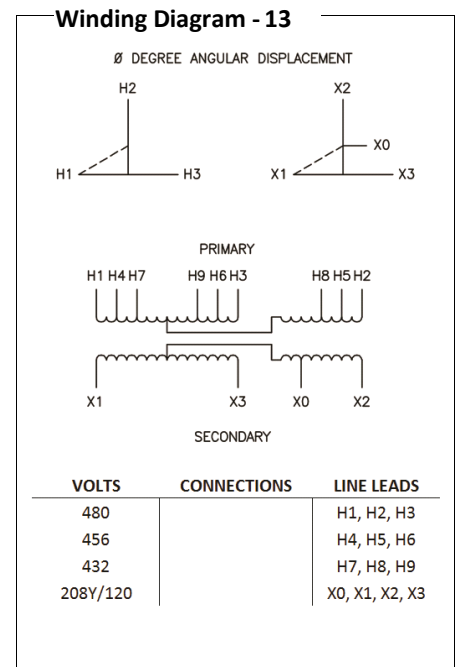 Winding Diagram - 13
Ø DEGREE ANGULAR DISPLACEMENT
H2 X2
X0
H1 H3 X1 X3
PRIMARY
H1 H4 H7 H9 H6 H3 H8 H5 H2
X1 X3 X0 X2
SECONDARY
VOLTS CONNECTIONS LINE LEADS
480 H1, H2, H3
456 H4, H5, H6
432 H7, H8, H9
208Y/120 X0, X1, X2, X3